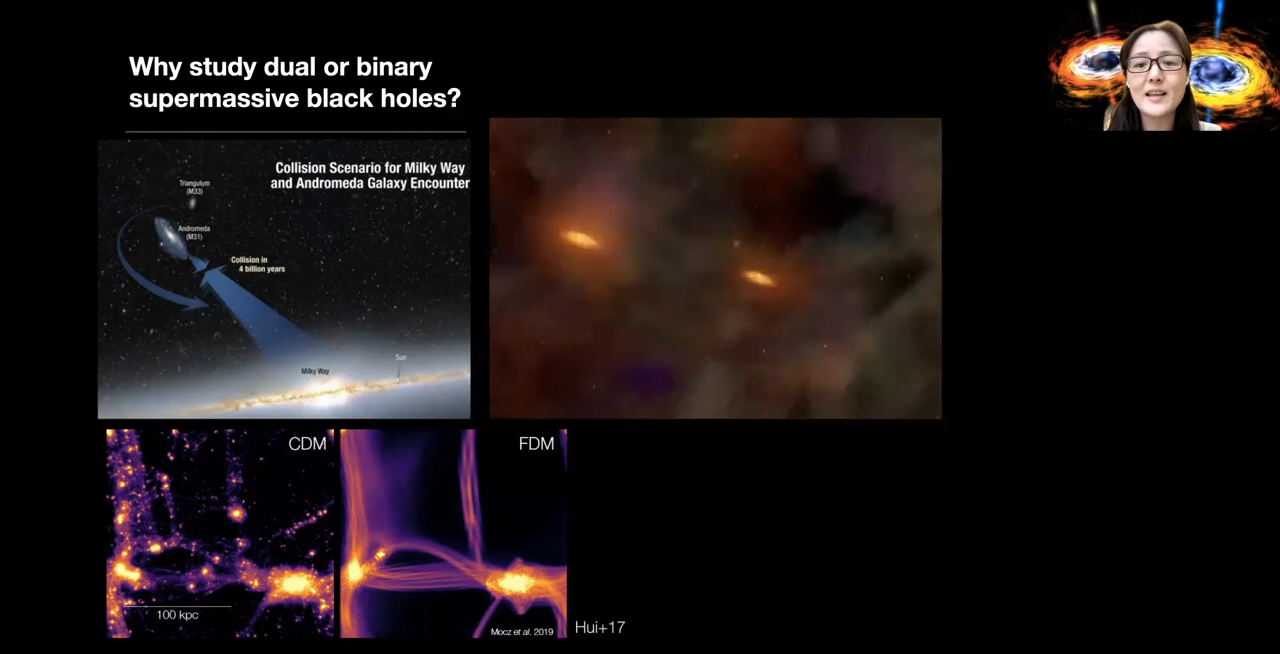 Why study dual or binary
supermassive black holes?
Collision Scenario for Milky Way
and Andromeda Galaxy Encounter
Triangulum
(M33)
Andromeda
(M31)
Collision in
4 billion years
Sun
Milky Way
CDM
100 kpc
FDM
Mocz et al. 2019
Hui+17